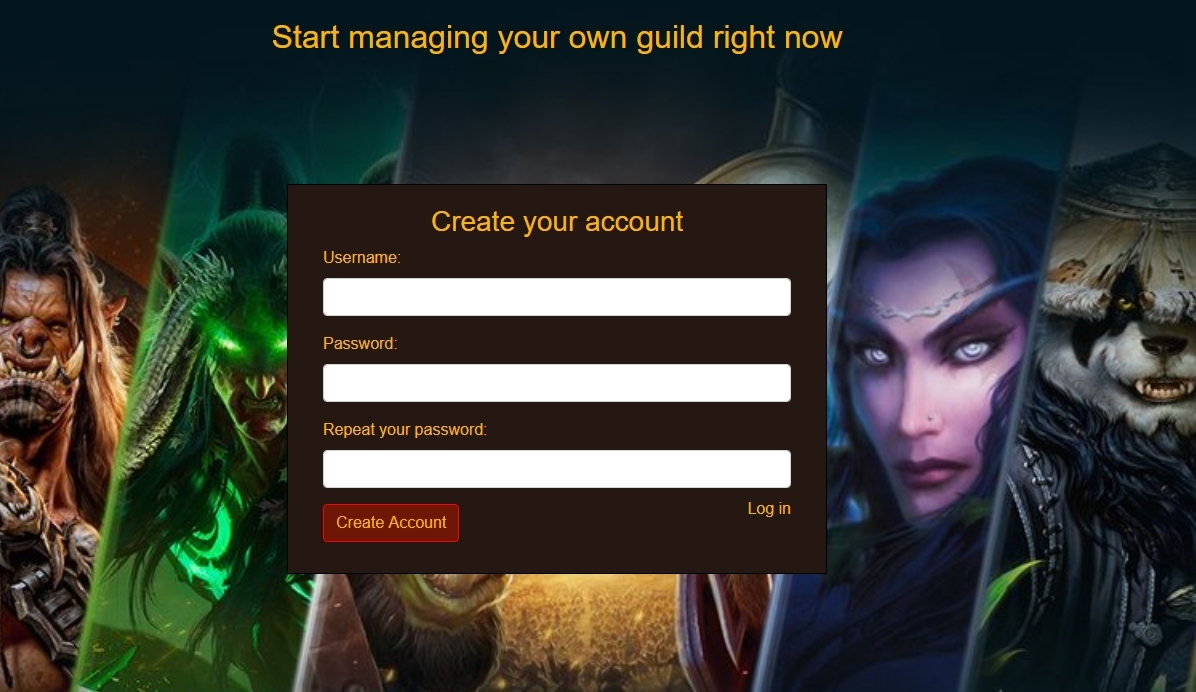 Start managing your own guild right now
Create your account
Username:
Password:
Repeat your password:
Create Account
Log in